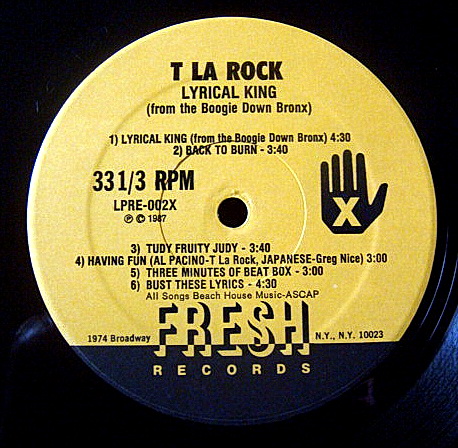 T LA ROCK
LYRICAL KING
(from the Boogie Down Bronx)
1) LYRICAL KING (from the Boogie Down Bronx) 4:30
2) BACK TO BURN - 3:40
33 1/3 RPM
LPRE-002X
℗ © 1987
X
3) TUDY FRUITY JUDY - 3:40
4) HAVING FUN (AL PACINO-T La Rock, JAPANESE-Greg Nice) 3:00
5) THREE MINUTES OF BEAT BOX - 3:00
6) BUST THESE LYRICS - 4:30
All Songs Beach House Music-ASCAP
1974 Broadway FRESH N.Y., N.Y. 10023
RECORDS